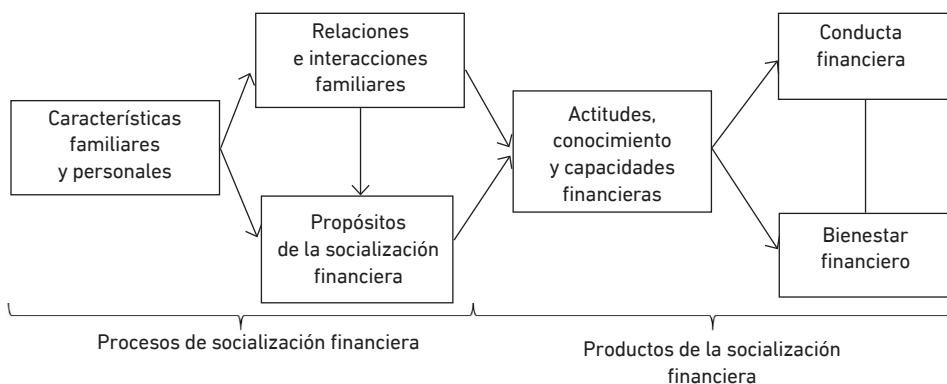 Relaciones
e interacciones
familiares
Conducta
financiera
Características
familiares
y personales
Actitudes,
conocimiento
y capacidades
financieras
Propósitos
de la socialización
financiera
Bienestar
financiero
Procesos de socialización financiera
Productos de la socialización
financiera